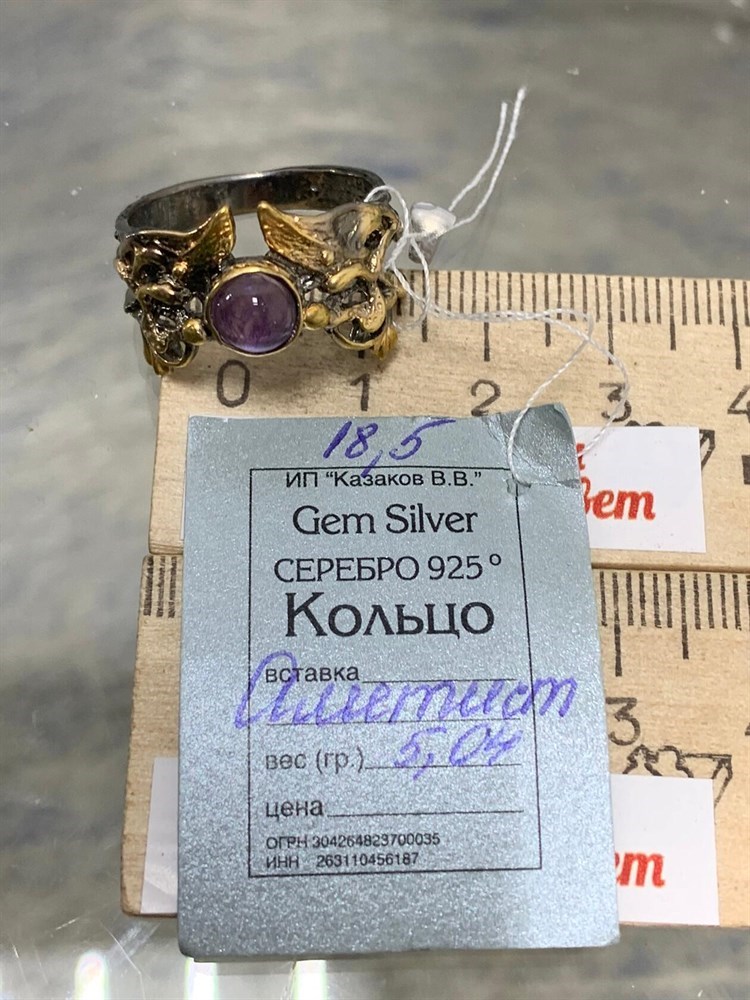 0 1 2 3 4
18,5
ИП "Казаков В.В."
Gem Silver
СЕРЕБРО 925°
Кольцо
вставка
Аметист
вес (гр.) 5,04
цена
ОГРН 304264823700035
ИНН 263110456187
3